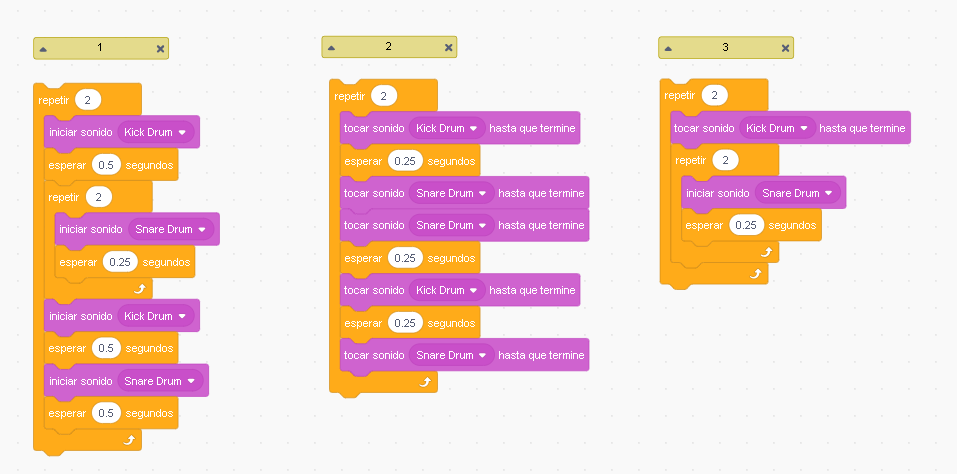 1
repetir 2
iniciar sonido Kick Drum
esperar 0.5 segundos
repetir 2
iniciar sonido Snare Drum
esperar 0.25 segundos
iniciar sonido Kick Drum
esperar 0.5 segundos
iniciar sonido Snare Drum
esperar 0.5 segundos
2
repetir 2
tocar sonido Kick Drum hasta que termine
esperar 0.25 segundos
tocar sonido Snare Drum hasta que termine
tocar sonido Snare Drum hasta que termine
esperar 0.25 segundos
tocar sonido Kick Drum hasta que termine
esperar 0.25 segundos
tocar sonido Snare Drum hasta que termine
3
repetir 2
tocar sonido Kick Drum hasta que termine
repetir 2
iniciar sonido Snare Drum
esperar 0.25 segundos